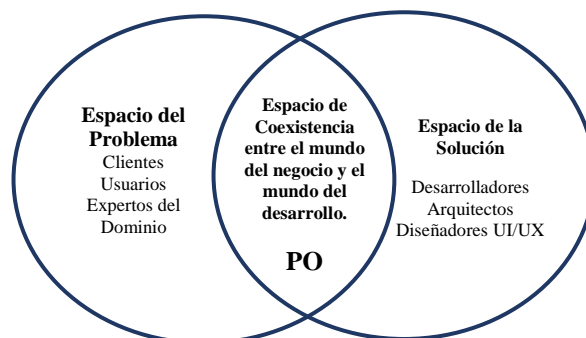 Espacio del
Problema
Clientes
Usuarios
Expertos del
Dominio
Espacio de
Coexistencia
entre el mundo
del negocio y el
mundo del
desarrollo.
PO
Espacio de la
Solución
Desarrolladores
Arquitectos
Diseñadores UI/UX